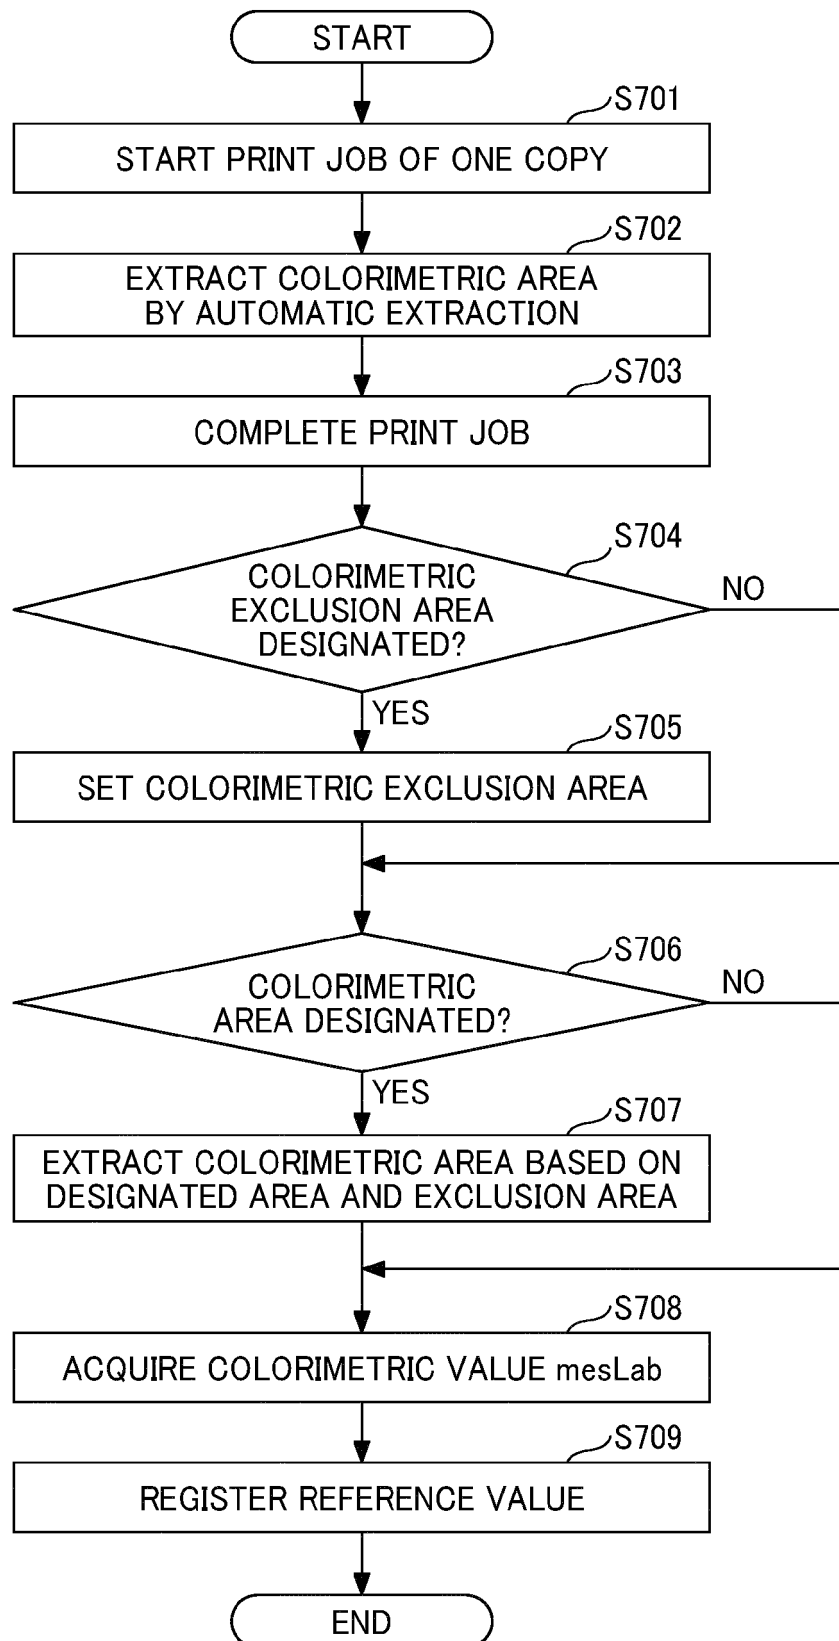 START
S701
START PRINT JOB OF ONE COPY
S702
EXTRACT COLORIMETRIC AREA
BY AUTOMATIC EXTRACTION
S703
COMPLETE PRINT JOB
S704
COLORIMETRIC
EXCLUSION AREA
DESIGNATED?
NO
YES
S705
SET COLORIMETRIC EXCLUSION AREA
S706
COLORIMETRIC
AREA DESIGNATED?
NO
YES
S707
EXTRACT COLORIMETRIC AREA BASED ON
DESIGNATED AREA AND EXCLUSION AREA
S708
ACQUIRE COLORIMETRIC VALUE mesLab
S709
REGISTER REFERENCE VALUE
END